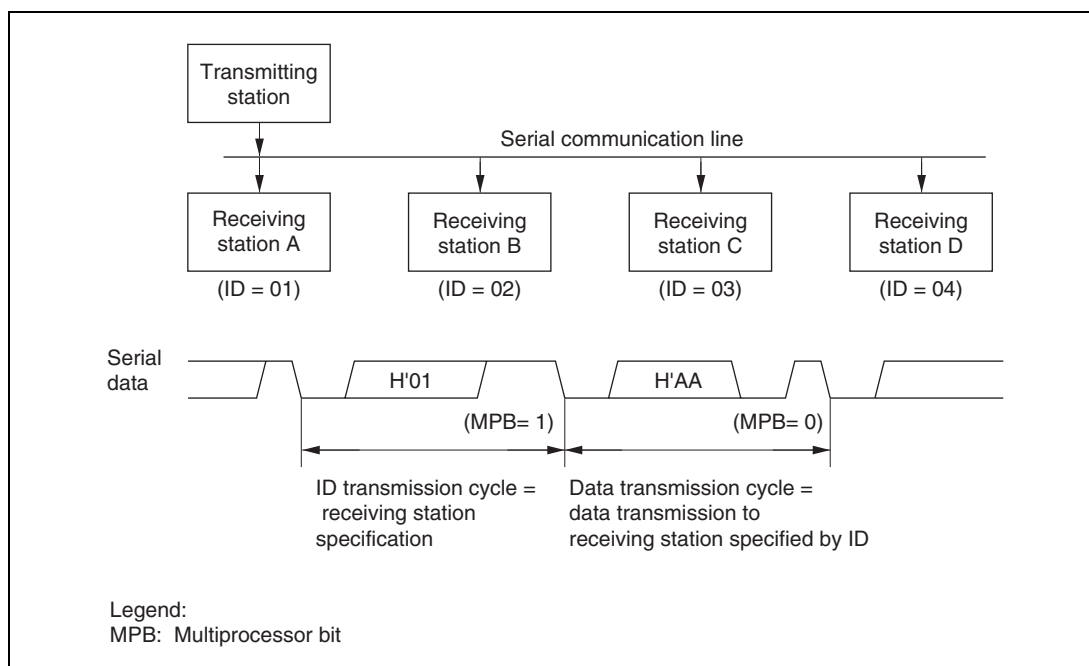 Transmitting
station
Serial communication line
Receiving
station A
Receiving
station B
Receiving
station C
Receiving
station D
(ID = 01)
(ID = 02)
(ID = 03)
(ID = 04)
Serial
data
H'01
H'AA
(MPB= 1)
(MPB= 0)
ID transmission cycle =
receiving station
specification
Data transmission cycle =
data transmission to
receiving station specified by ID
Legend:
MPB: Multiprocessor bit